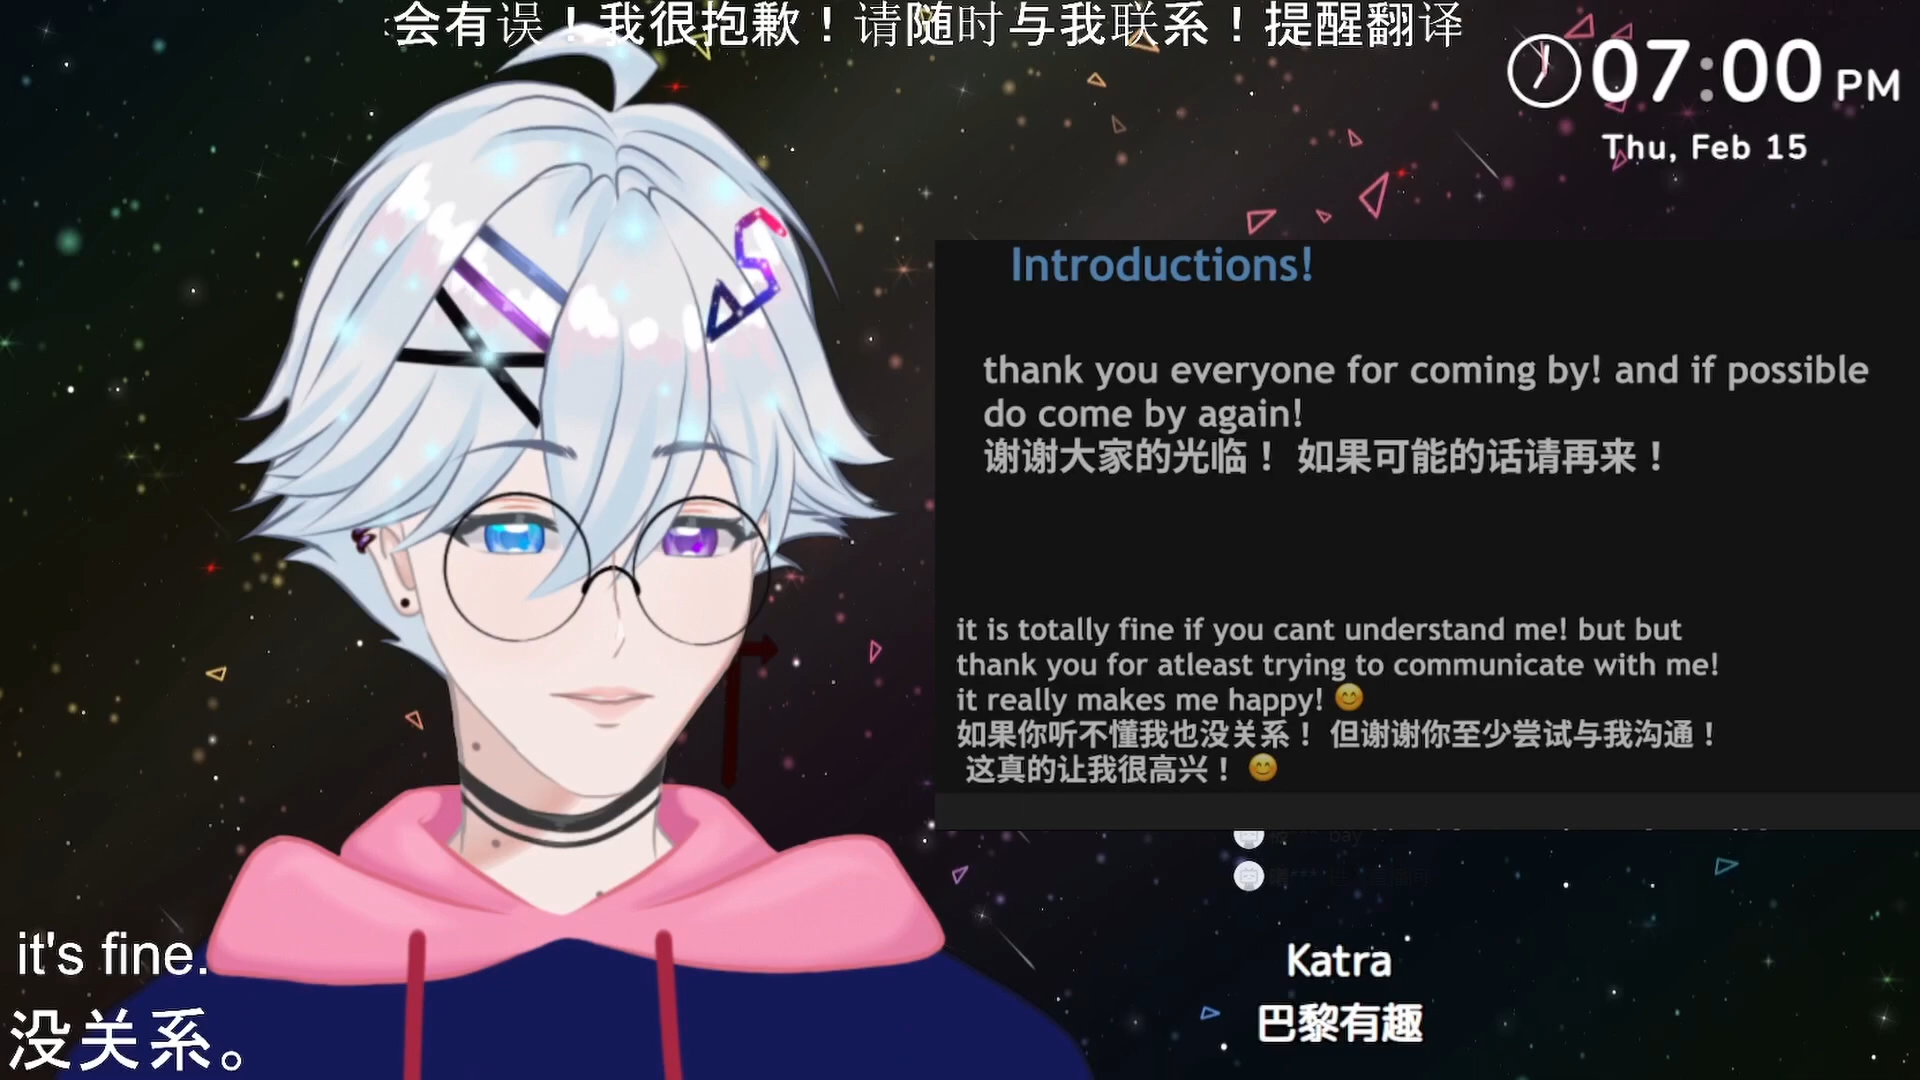 会有误！我很抱歉！请随时与我联系！提醒翻译
07:00 PM
Thu, Feb 15
Introductions!
thank you everyone for coming by! and if possible
do come by again!
谢谢大家的光临！ 如果可能的话请再来！
it is totally fine if you cant understand me! but but
thank you for atleast trying to communicate with me!
it really makes me happy! 😊
如果你听不懂我也没关系！ 但谢谢你至少尝试与我沟通！
这真的让我很高兴！ 😊
bay
Katra
巴黎有趣
it's fine.
没关系。